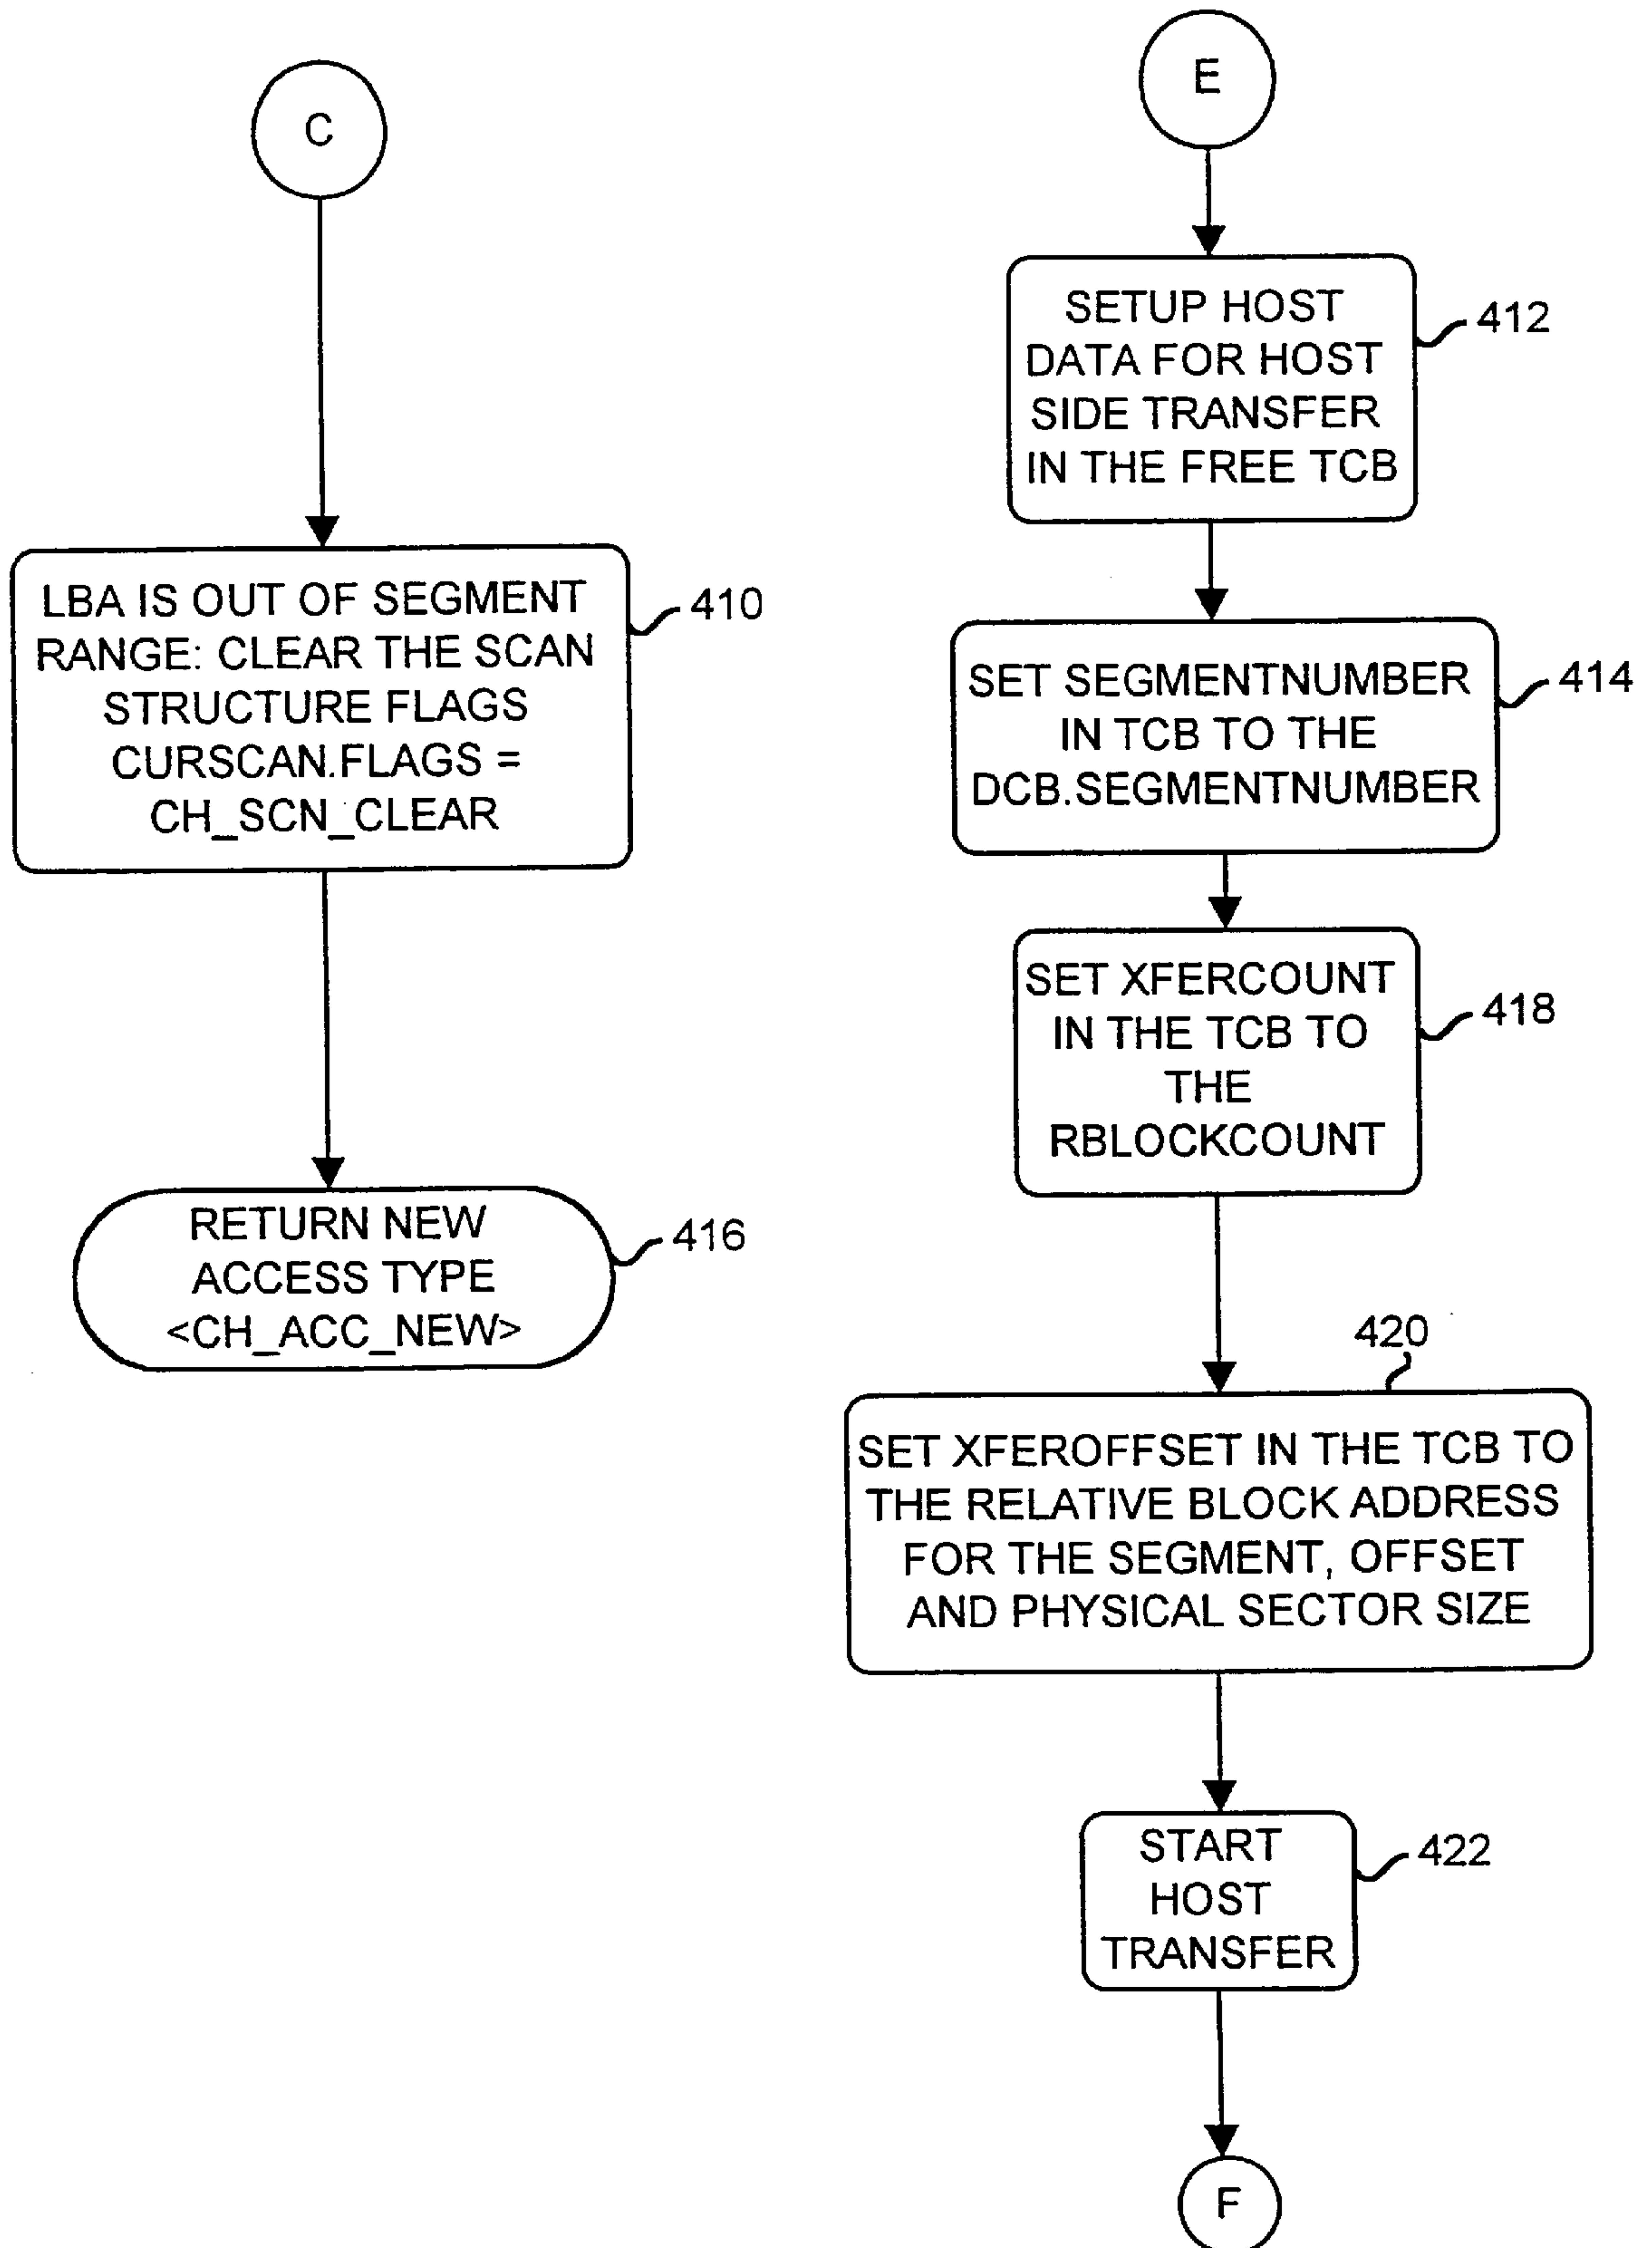 C
LBA IS OUT OF SEGMENT
RANGE: CLEAR THE SCAN
STRUCTURE FLAGS
CURSCAN.FLAGS =
CH_SCN_CLEAR
410
RETURN NEW
ACCESS TYPE
<CH_ACC_NEW>
416
E
SETUP HOST
DATA FOR HOST
SIDE TRANSFER
IN THE FREE TCB
412
SET SEGMENTNUMBER
IN TCB TO THE
DCB.SEGMENTNUMBER
414
SET XFERCOUNT
IN THE TCB TO
THE
RBLOCKCOUNT
418
420
SET XFEROFFSET IN THE TCB TO
THE RELATIVE BLOCK ADDRESS
FOR THE SEGMENT, OFFSET
AND PHYSICAL SECTOR SIZE
START
HOST
TRANSFER
422
F